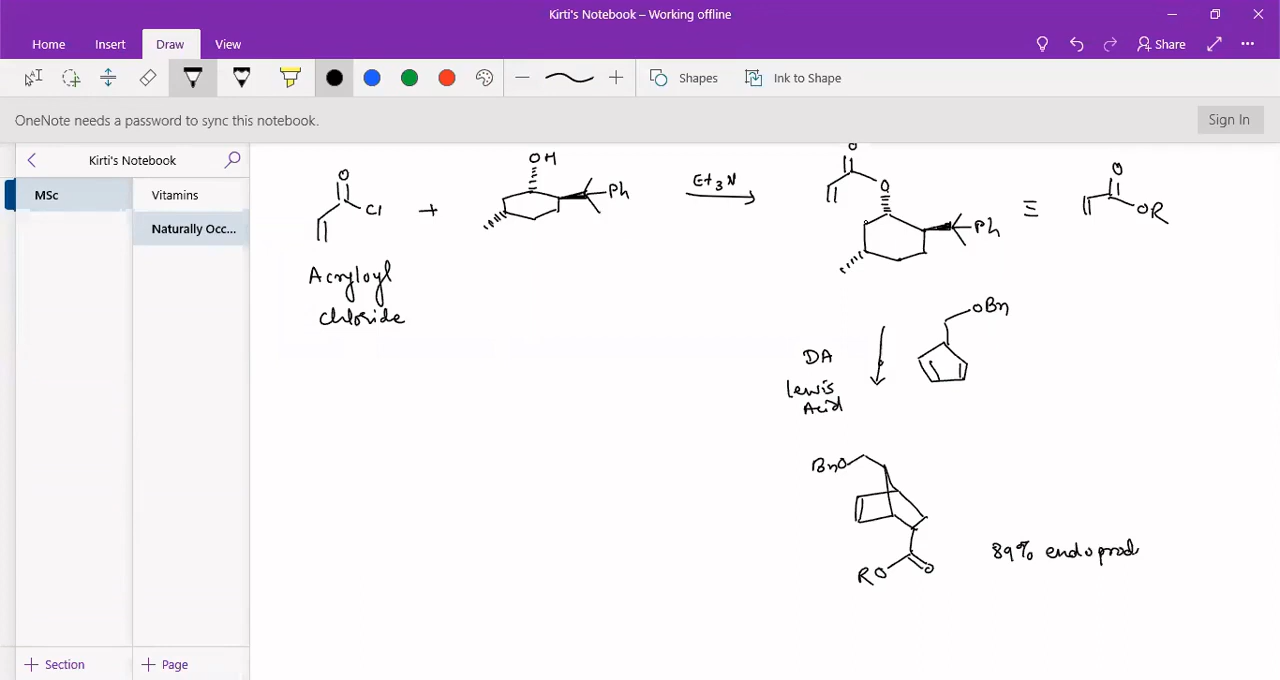 Kirti's Notebook – Working offline
Home Insert Draw View
Share
Shapes
Ink to Shape
OneNote needs a password to sync this notebook.
Sign In
Kirti's Notebook
MSc
Vitamins
Naturally Occ...
Section
Page
O
Cl
+
OH
Ph
Et3N
O
O
Ph
≡
O
OR
Acryloyl
chloride
OBn
DA
lewis
Acid
BnO
RO
O
89% endo prod